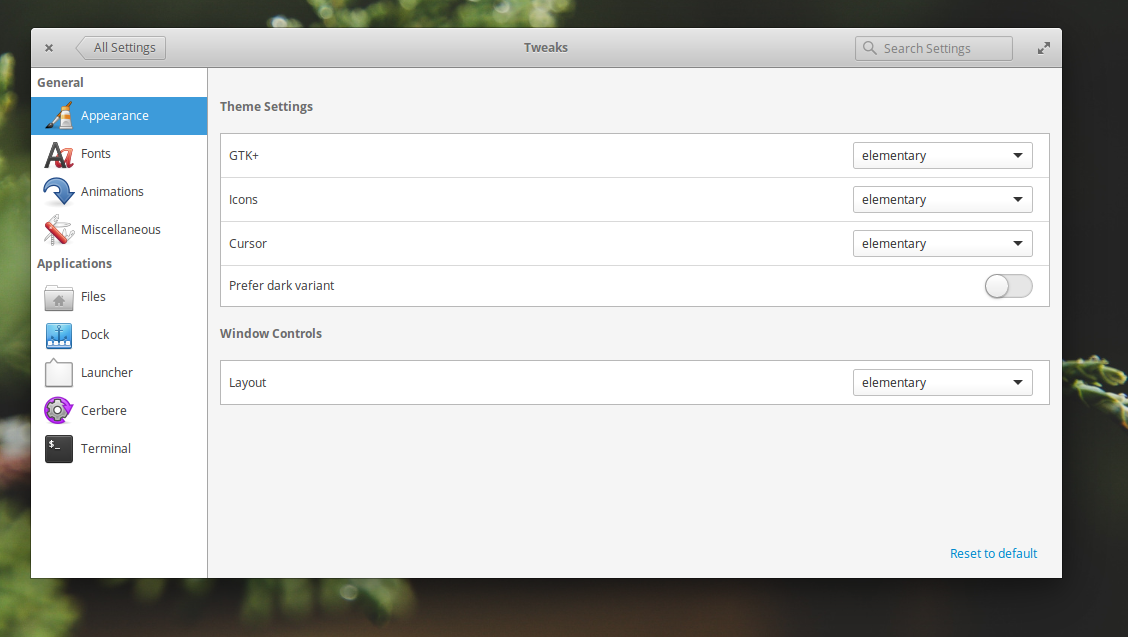 All Settings
Tweaks
Search Settings
General
Appearance
Fonts
Animations
Miscellaneous
Applications
Files
Dock
Launcher
Cerbere
$_
Terminal
Theme Settings
GTK+
elementary
Icons
elementary
Cursor
elementary
Prefer dark variant
Window Controls
Layout
elementary
Reset to default